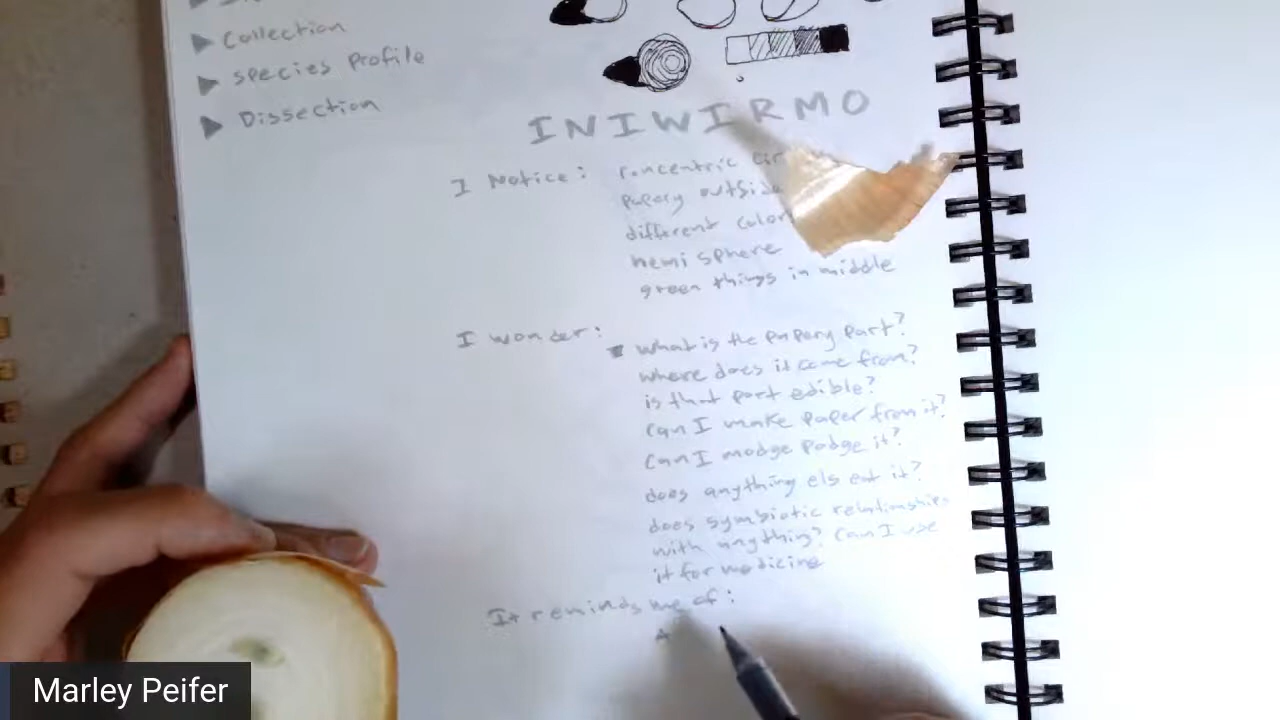 Collection
Species Profile
Dissection
INIWIRMO
I Notice: concentric cir
papery outside
different color
hemi sphere
green things in middle
I wonder: what is the papery part?
where does it come from?
is that part edible?
can I make paper from it?
can I modge podge it?
does anything els eat it?
does symbiotic relationships
with anything? can I use
it for medicine
It reminds me of:
A
Marley Peifer